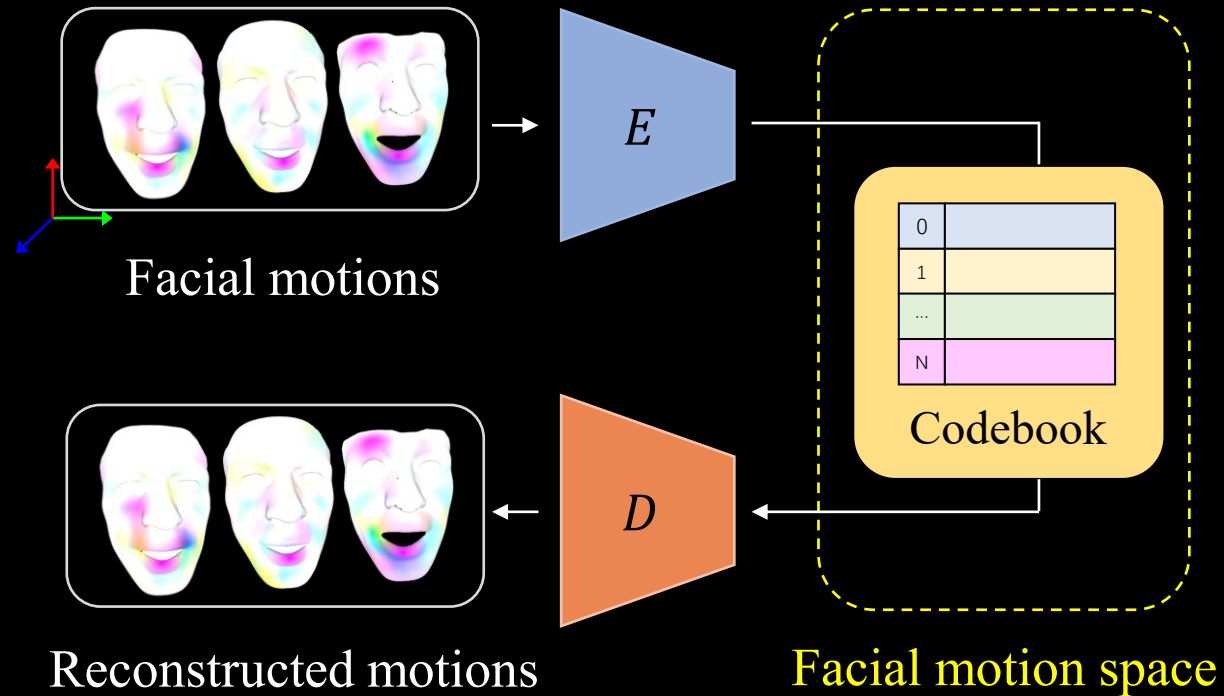 E
Facial motions
0
1
...
N
Codebook
D
Reconstructed motions
Facial motion space